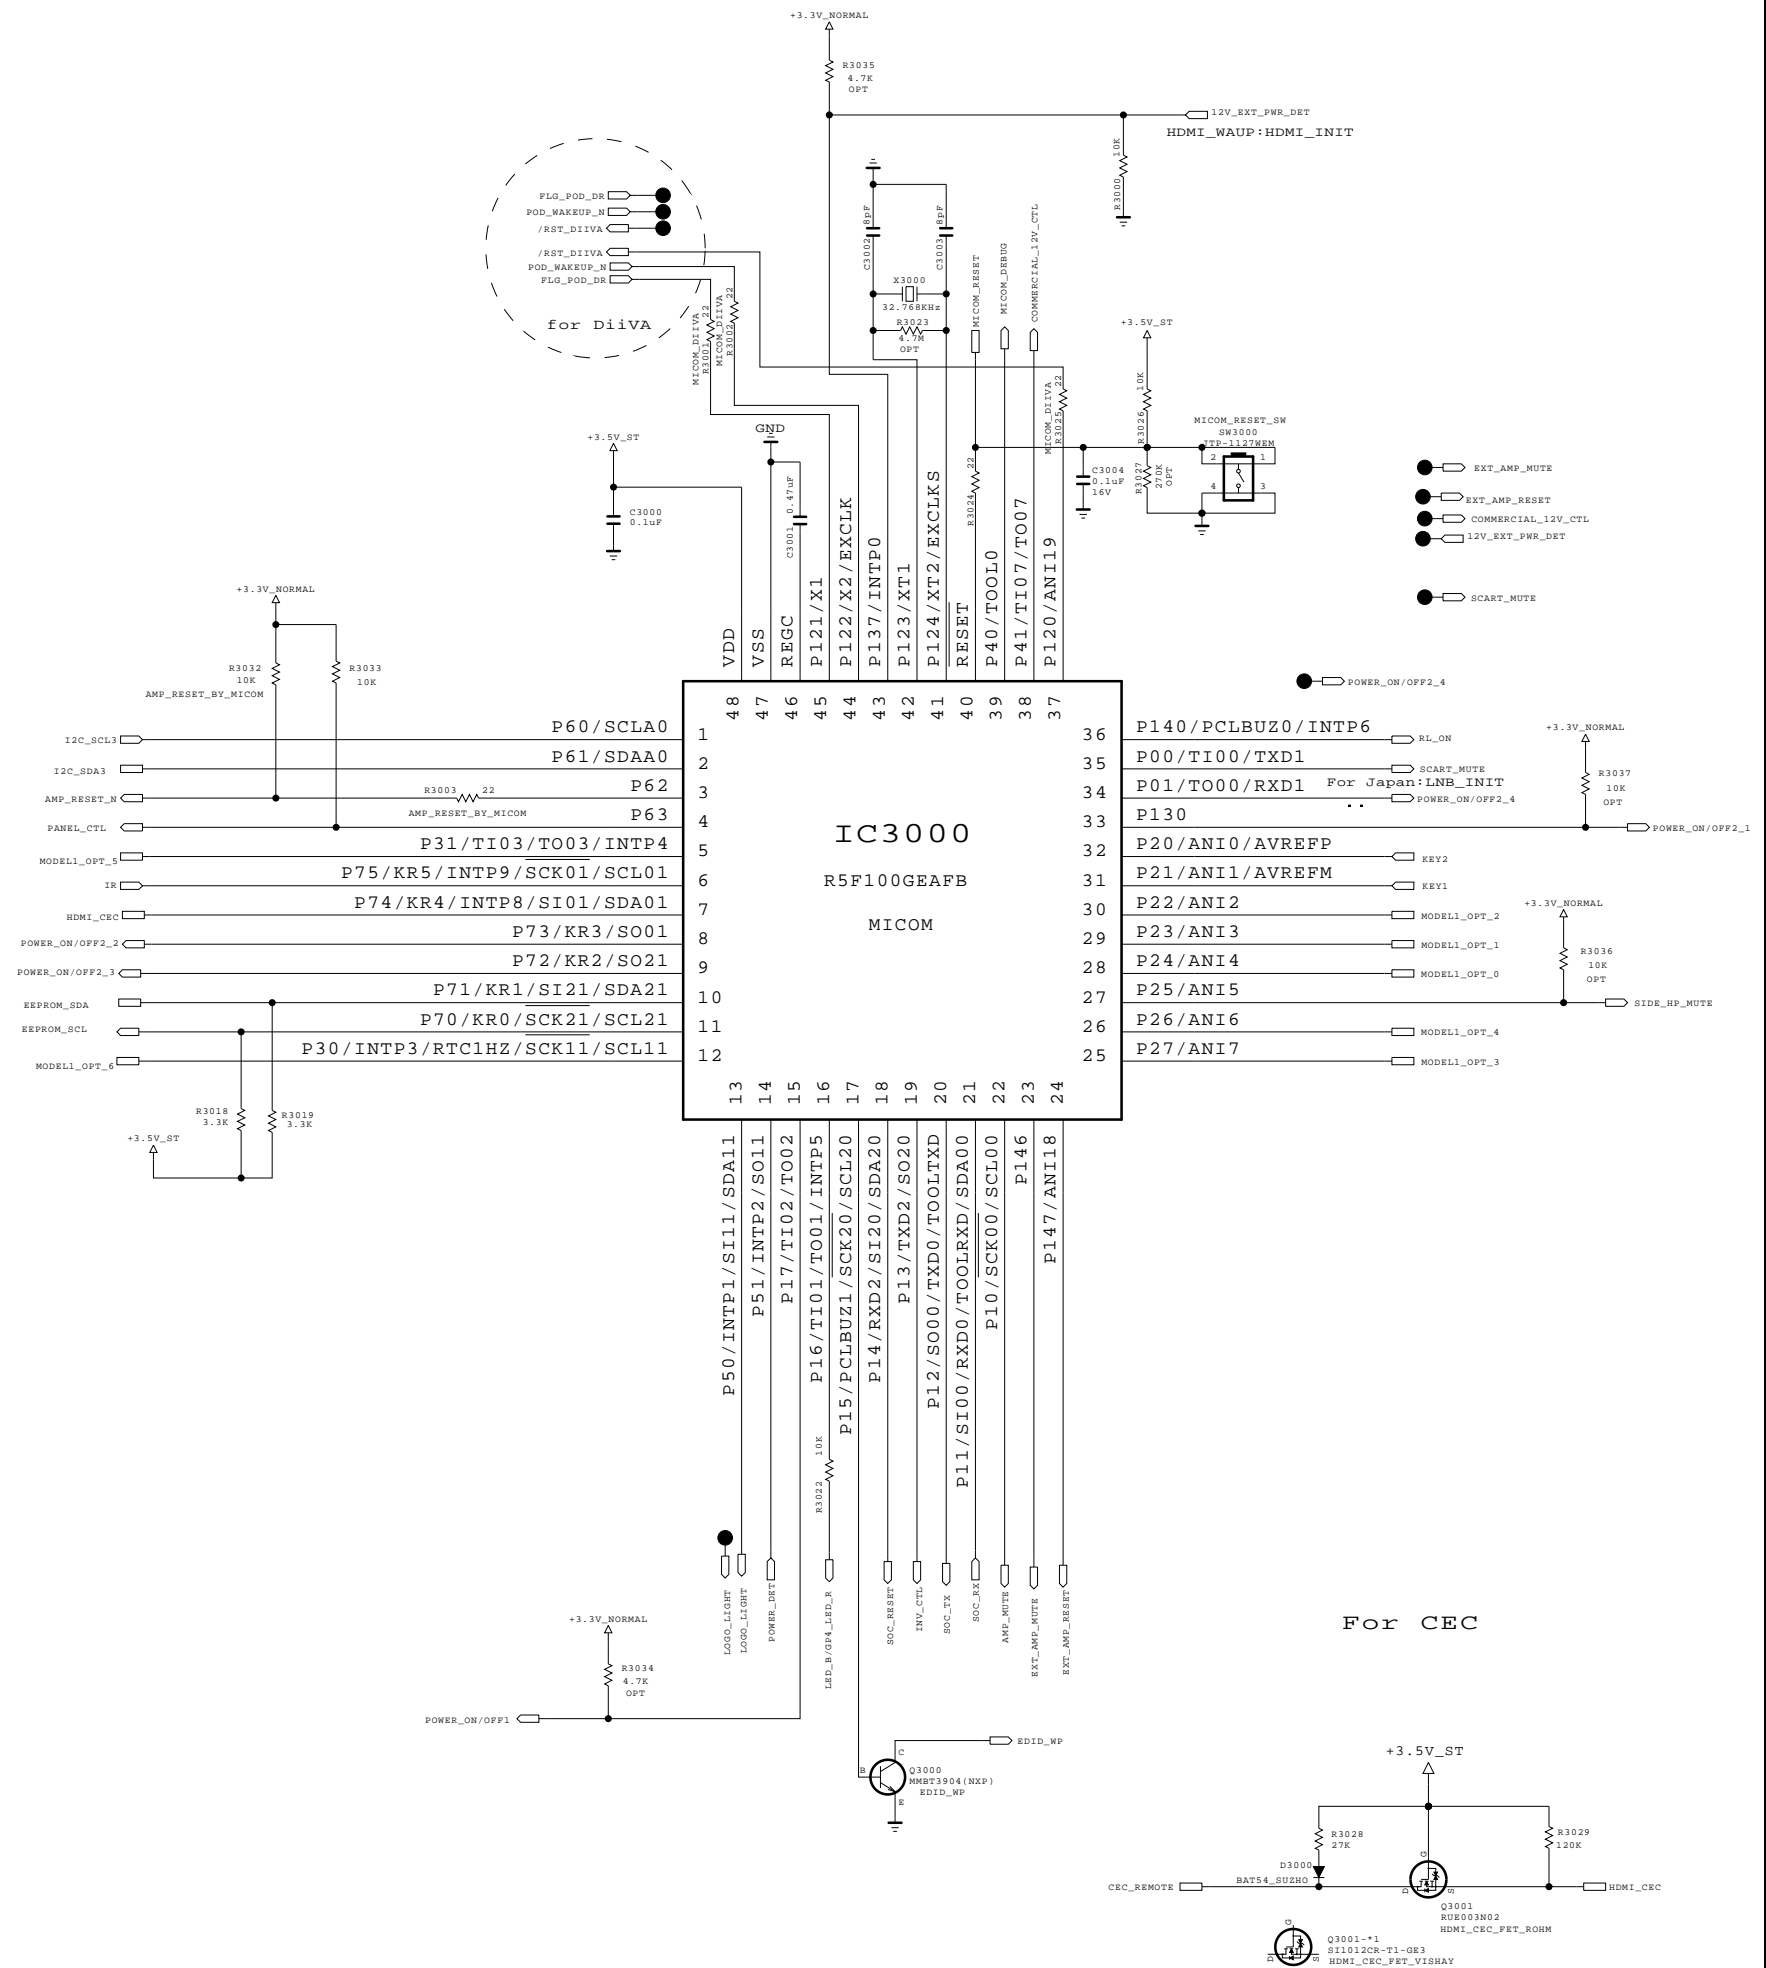 +3.3V_NORMAL
R3035
4.7K
OPT
12V_EXT_PWR_DET
HDMI_WAUP:HDMI_INIT
10K
R3000
FLG_POD_DR
POD_WAKEUP_N
/RST_DIIVA
/RST_DIIVA
POD_WAKEUP_N
FLG_POD_DR
for DiiVA
MICOM_DIIVA
R3001
22
MICOM_DIIVA
R3002
22
C3002
8pF
C3003
8pF
X3000
32.768KHz
R3023
4.7M
OPT
MICOM_RESET
MICOM_DEBUG
COMMERCIAL_12V_CTL
+3.5V_ST
R3026
10K
MICOM_DIIVA
R3025
22
MICOM_RESET_SW
SW3000
JTP-1127WEM
2
1
4
3
R3024
22
C3004
0.1uF
16V
R3027
270K
OPT
GND
+3.5V_ST
C3000
0.1uF
C3001
0.47uF
EXT_AMP_MUTE
EXT_AMP_RESET
COMMERCIAL_12V_CTL
12V_EXT_PWR_DET
SCART_MUTE
POWER_ON/OFF2_4
VDD
VSS
REGC
P121/X1
P122/X2/EXCLK
P137/INTP0
P123/XT1
P124/XT2/EXCLKS
RESET
P40/TOOL0
P41/TI07/TO07
P120/ANI19
48
47
46
45
44
43
42
41
40
39
38
37
+3.3V_NORMAL
R3032
10K
AMP_RESET_BY_MICOM
R3033
10K
I2C_SCL3
P60/SCLA0
1
I2C_SDA3
P61/SDAA0
2
AMP_RESET_N
R3003
22
AMP_RESET_BY_MICOM
P62
3
PANEL_CTL
P63
4
MODEL1_OPT_5
P31/TI03/TO03/INTP4
5
IR
P75/KR5/INTP9/SCK01/SCL01
6
HDMI_CEC
P74/KR4/INTP8/SI01/SDA01
7
POWER_ON/OFF2_2
P73/KR3/SO01
8
POWER_ON/OFF2_3
P72/KR2/SO21
9
EEPROM_SDA
P71/KR1/SI21/SDA21
10
EEPROM_SCL
P70/KR0/SCK21/SCL21
11
MODEL1_OPT_6
P30/INTP3/RTC1HZ/SCK11/SCL11
12
R3018
3.3K
R3019
3.3K
+3.5V_ST
IC3000
R5F100GEAFB
MICOM
36
P140/PCLBUZ0/INTP6
RL_ON
35
P00/TI00/TXD1
SCART_MUTE
34
P01/TO00/RXD1
For Japan:LNB_INIT
POWER_ON/OFF2_4
33
P130
POWER_ON/OFF2_1
+3.3V_NORMAL
R3037
10K
OPT
32
P20/ANI0/AVREFP
KEY2
31
P21/ANI1/AVREFM
KEY1
30
P22/ANI2
MODEL1_OPT_2
29
P23/ANI3
MODEL1_OPT_1
28
P24/ANI4
MODEL1_OPT_0
27
P25/ANI5
SIDE_HP_MUTE
+3.3V_NORMAL
R3036
10K
OPT
26
P26/ANI6
MODEL1_OPT_4
25
P27/ANI7
MODEL1_OPT_3
13
14
15
16
17
18
19
20
21
22
23
24
P50/INTP1/SI11/SDA11
P51/INTP2/SO11
P17/TI02/TO02
P16/TI01/TO01/INTP5
P15/PCLBUZ1/SCK20/SCL20
P14/RXD2/SI20/SDA20
P13/TXD2/SO20
P12/SO00/TXD0/TOOLTXD
P11/SI00/RXD0/TOOLRXD/SDA00
P10/SCK00/SCL00
P146
P147/ANI18
R3022
10K
LOGO_LIGHT
LOGO_LIGHT
POWER_DET
LED_B/GP4_LED_R
SOC_RESET
INV_CTL
SOC_TX
SOC_RX
AMP_MUTE
EXT_AMP_MUTE
EXT_AMP_RESET
+3.3V_NORMAL
R3034
4.7K
OPT
POWER_ON/OFF1
EDID_WP
C
B
E
Q3000
MMBT3904(NXP)
EDID_WP
For CEC
+3.5V_ST
R3028
27K
R3029
120K
D3000
BAT54_SUZHO
CEC_REMOTE
G
D
S
HDMI_CEC
Q3001
RUE003N02
HDMI_CEC_FET_ROHM
G
D
S
Q3001-*1
SI1012CR-T1-GE3
HDMI_CEC_FET_VISHAY